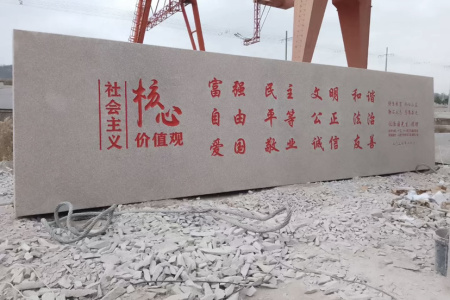 社会主义
核心
价值观
富强 民主 文明 和谐
自由 平等 公正 法治
爱国 敬业 诚信 友善